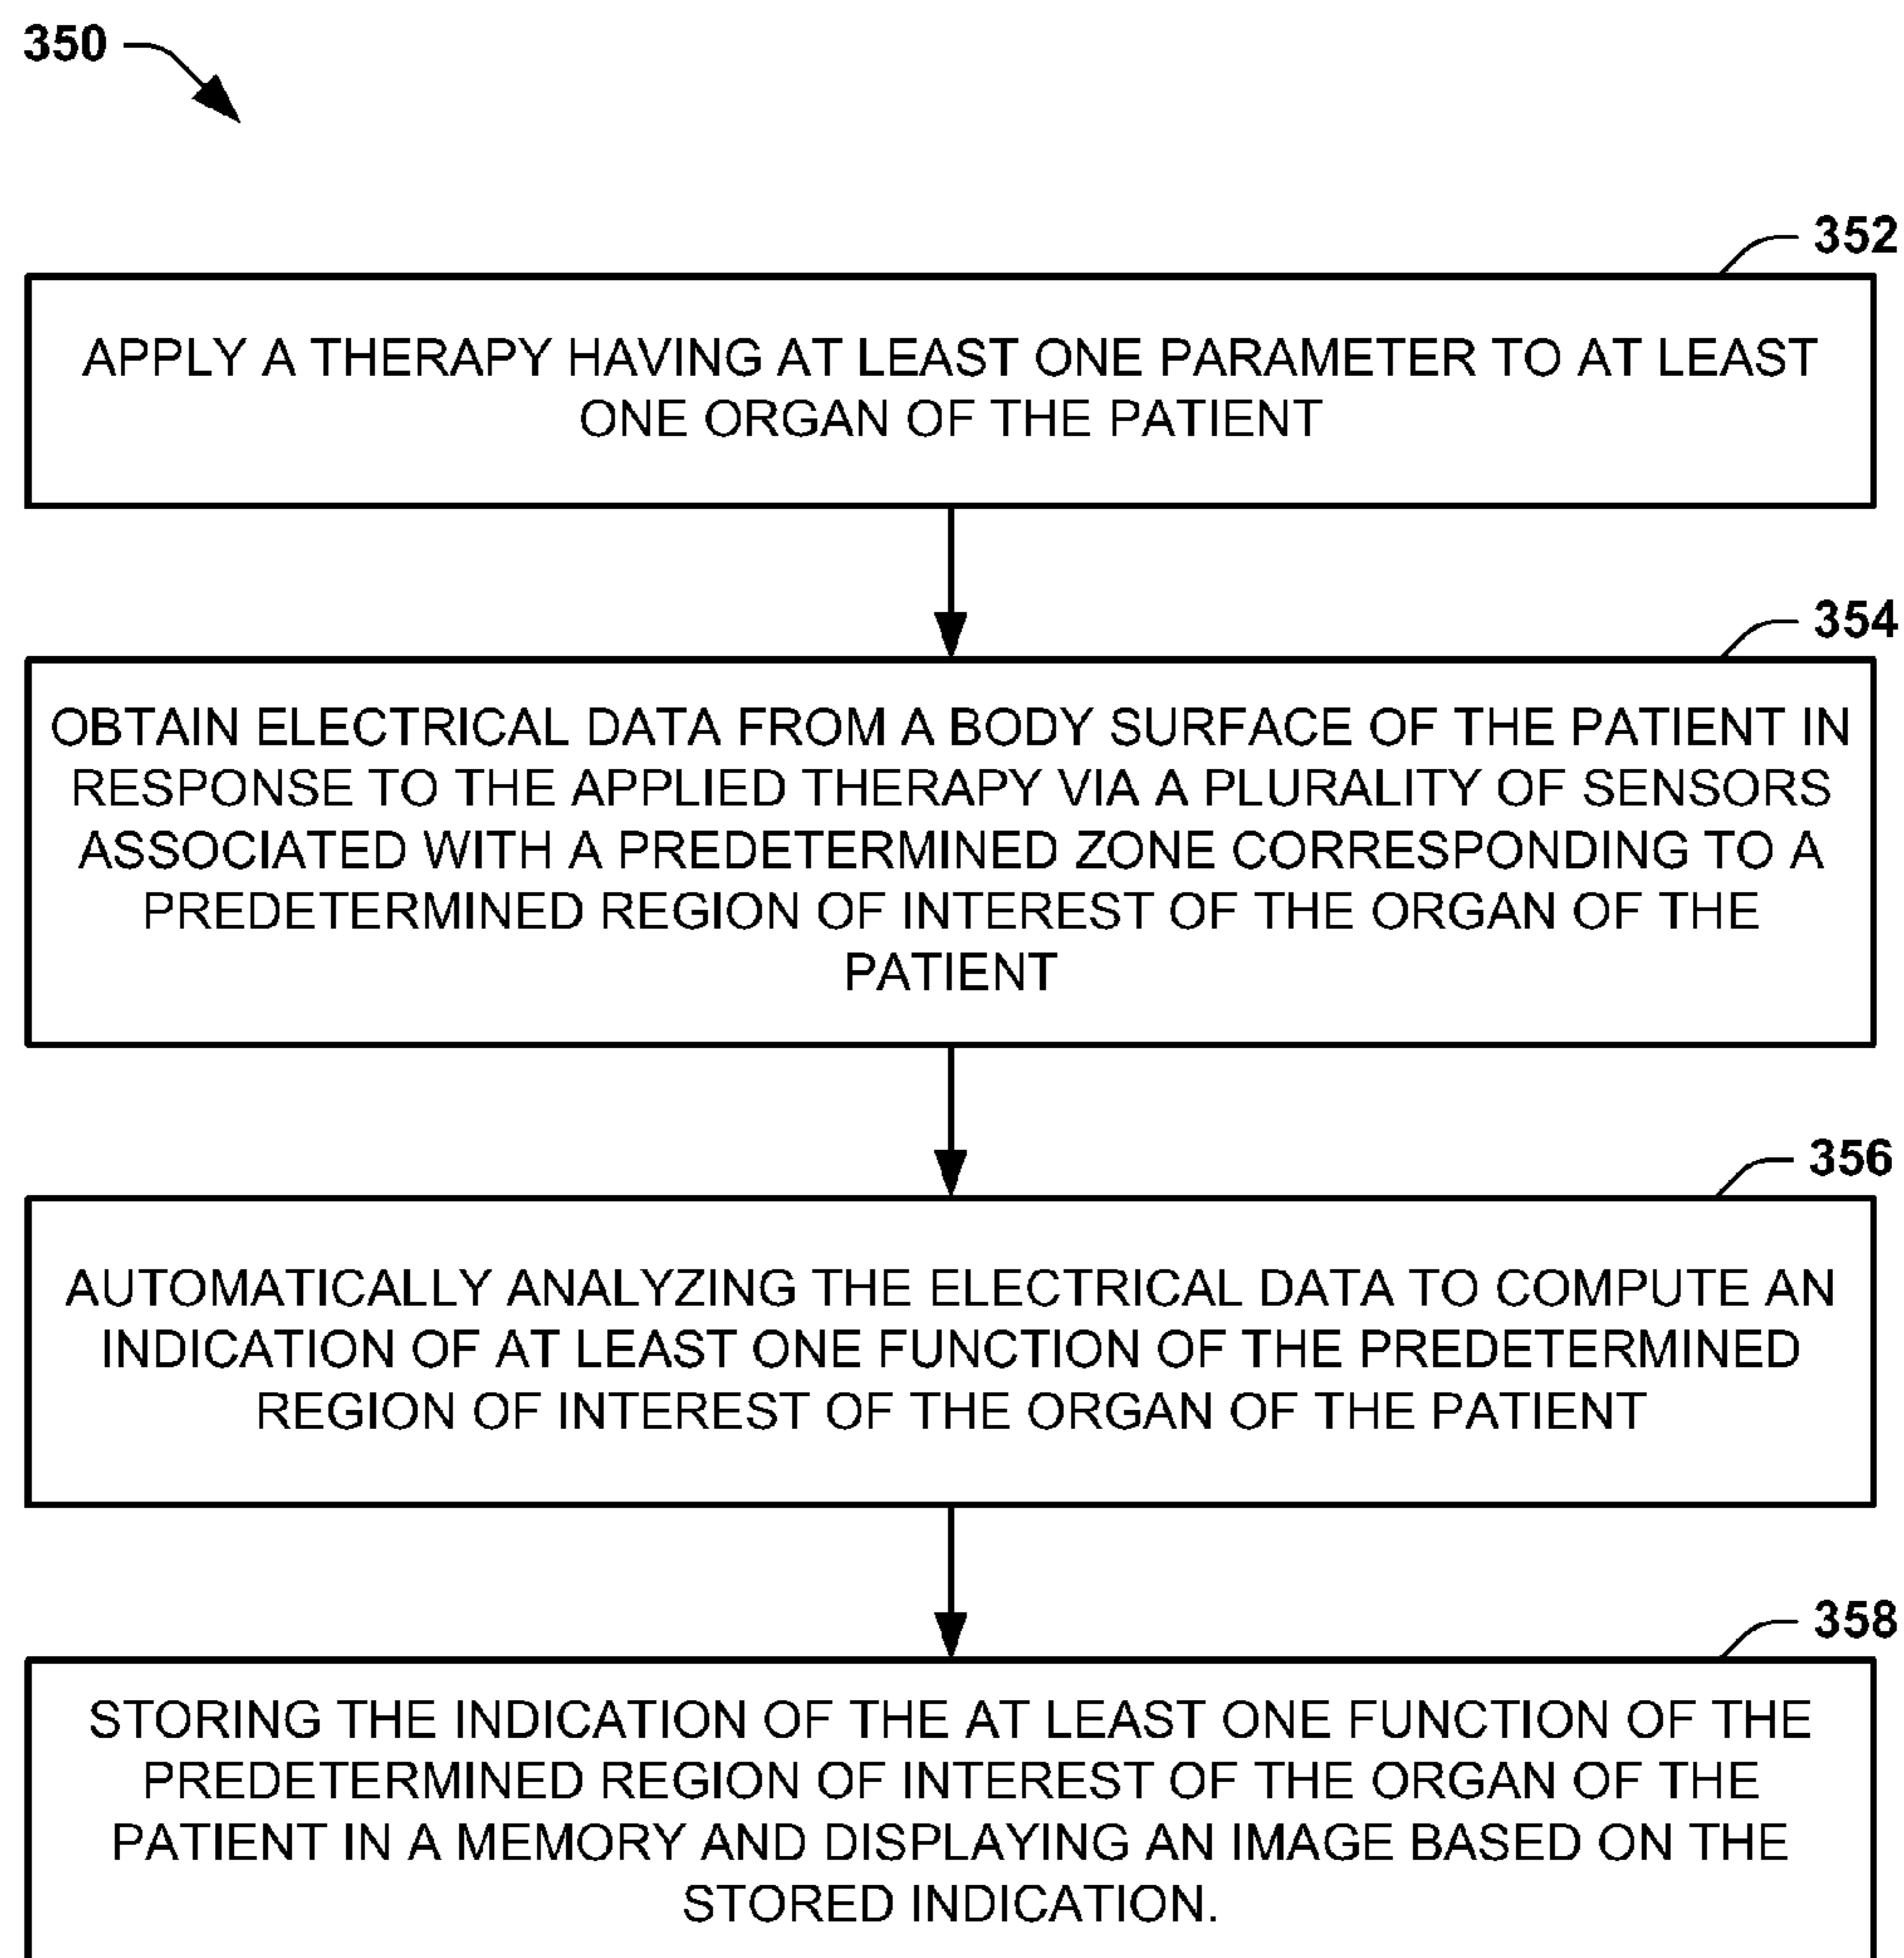 350
352
APPLY A THERAPY HAVING AT LEAST ONE PARAMETER TO AT LEAST
ONE ORGAN OF THE PATIENT
354
OBTAIN ELECTRICAL DATA FROM A BODY SURFACE OF THE PATIENT IN
RESPONSE TO THE APPLIED THERAPY VIA A PLURALITY OF SENSORS
ASSOCIATED WITH A PREDETERMINED ZONE CORRESPONDING TO A
PREDETERMINED REGION OF INTEREST OF THE ORGAN OF THE
PATIENT
356
AUTOMATICALLY ANALYZING THE ELECTRICAL DATA TO COMPUTE AN
INDICATION OF AT LEAST ONE FUNCTION OF THE PREDETERMINED
REGION OF INTEREST OF THE ORGAN OF THE PATIENT
358
STORING THE INDICATION OF THE AT LEAST ONE FUNCTION OF THE
PREDETERMINED REGION OF INTEREST OF THE ORGAN OF THE
PATIENT IN A MEMORY AND DISPLAYING AN IMAGE BASED ON THE
STORED INDICATION.